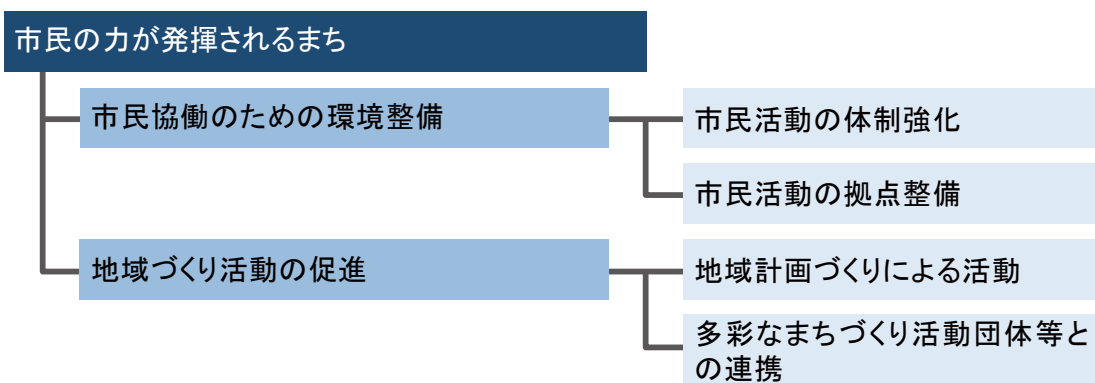 市民の力が発揮されるまち
市民協働のための環境整備
市民活動の体制強化
市民活動の拠点整備
地域づくり活動の促進
地域計画づくりによる活動
多彩なまちづくり活動団体等と
の連携